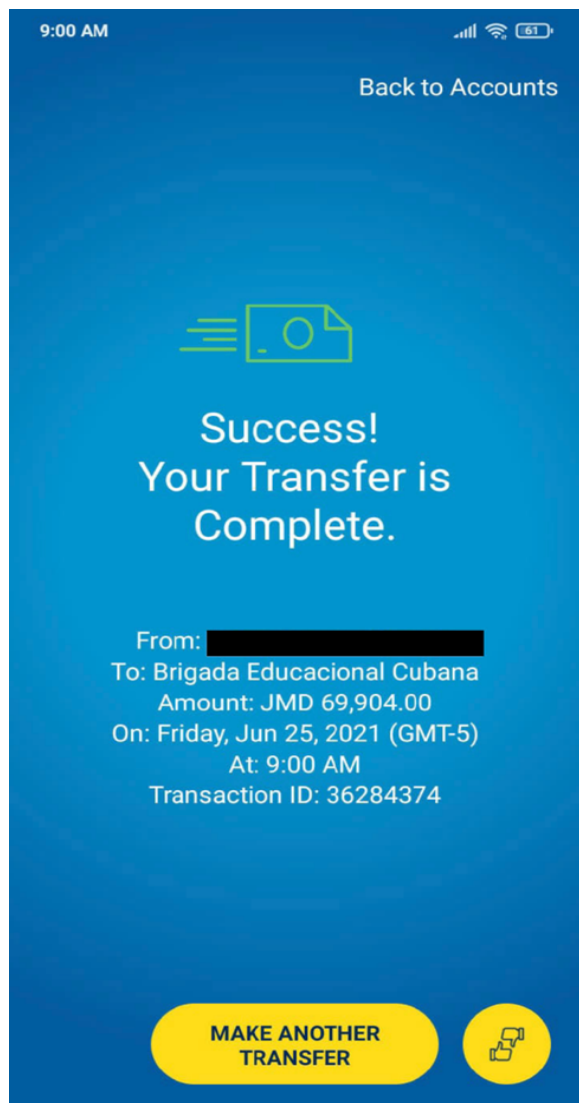 9:00 AM 61
Back to Accounts
Success!
Your Transfer is
Complete.
From:
To: Brigada Educacional Cubana
Amount: JMD 69,904.00
On: Friday, Jun 25, 2021 (GMT-5)
At: 9:00 AM
Transaction ID: 36284374
MAKE ANOTHER
TRANSFER